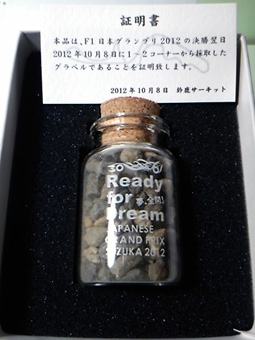 証明書
本品は、F1日本グランプリ2012の決勝翌日
2012年10月8日に1－2コーナーから採取した
グラベルであることを証明致します。
2012年10月8日 鈴鹿サーキット
Ready
for 夢、全開!
Dream
JAPANESE
GRAND PRIX
SUZUKA 2012